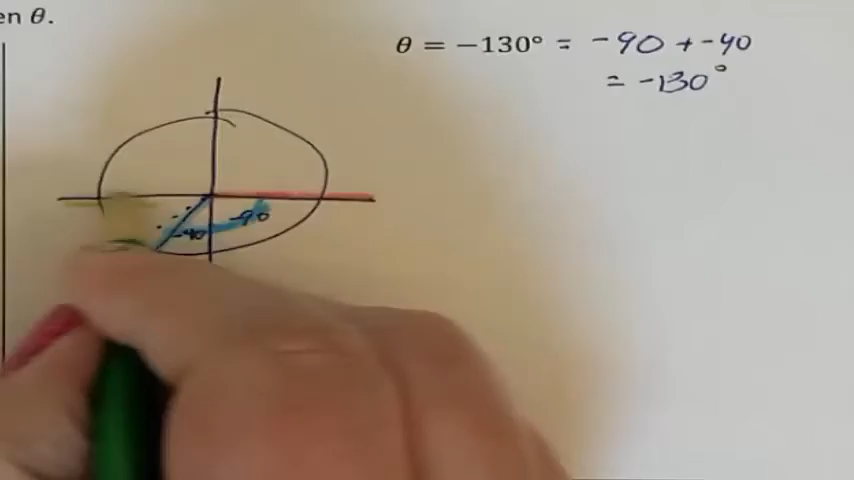 en θ.
θ = −130° = -90 + -40
= -130°
-90
-40